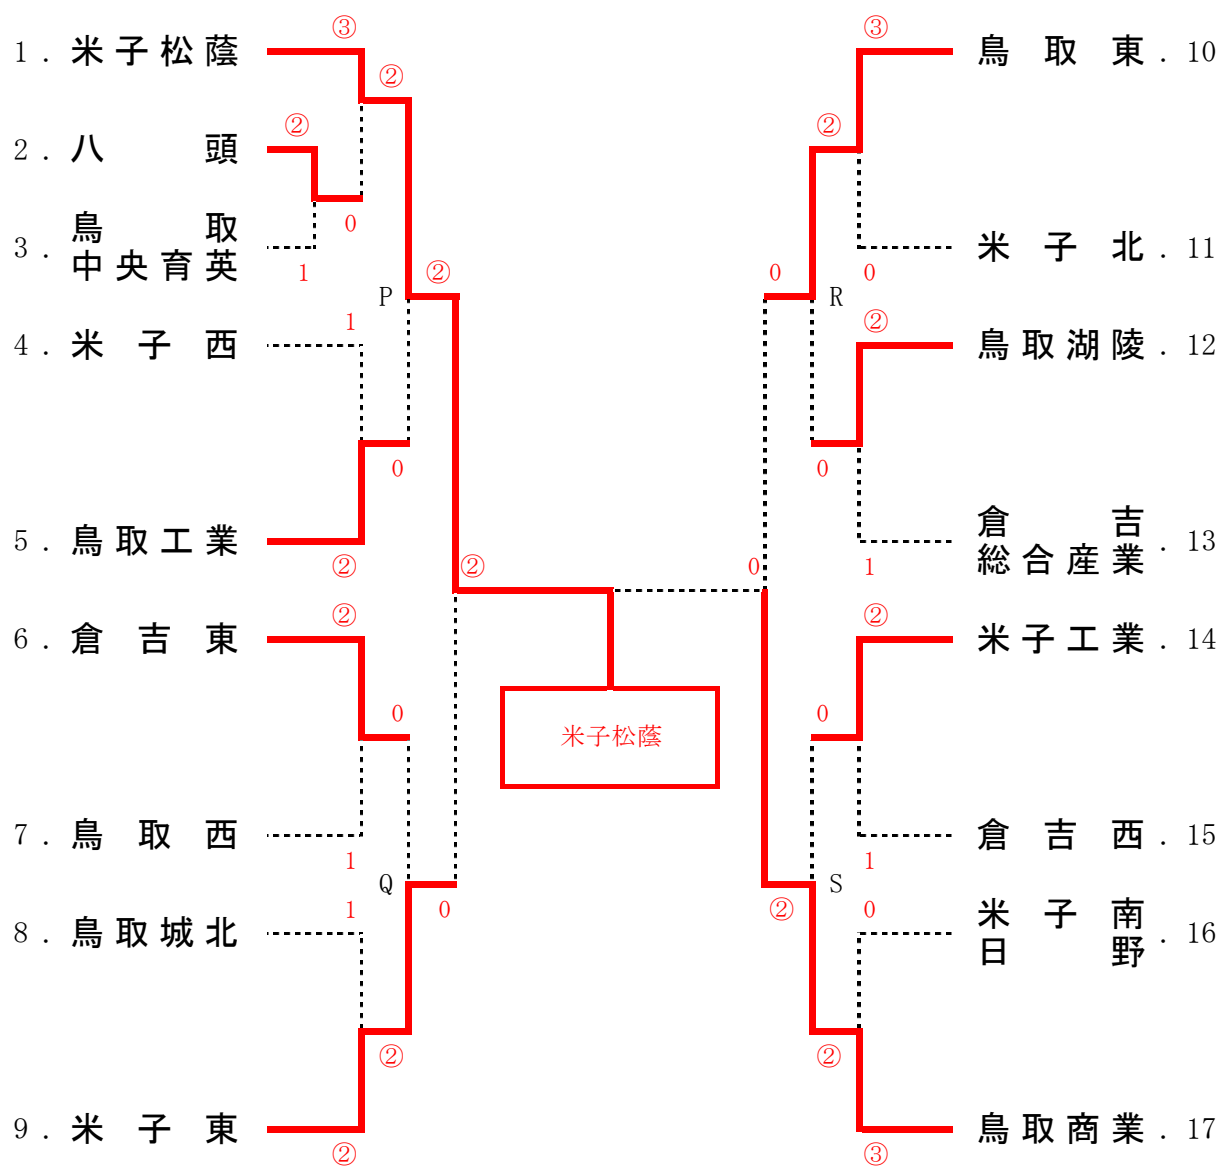 ③
1．米子松蔭
②
②
2．八頭
0
3．鳥取
中央育英
1
②
P
1
4．米子西
0
5．鳥取工業
②
②
②
6．倉吉東
0
7．鳥取西
1
Q
1
0
8．鳥取城北
②
9．米子東
②
米子松蔭
③
鳥取東．10
②
米子北．11
0
0
R
②
鳥取湖陵．12
0
倉吉
総合産業．13
1
0
②
米子工業．14
0
倉吉西．15
1
S
②
0
米子南
日野．16
②
鳥取商業．17
③